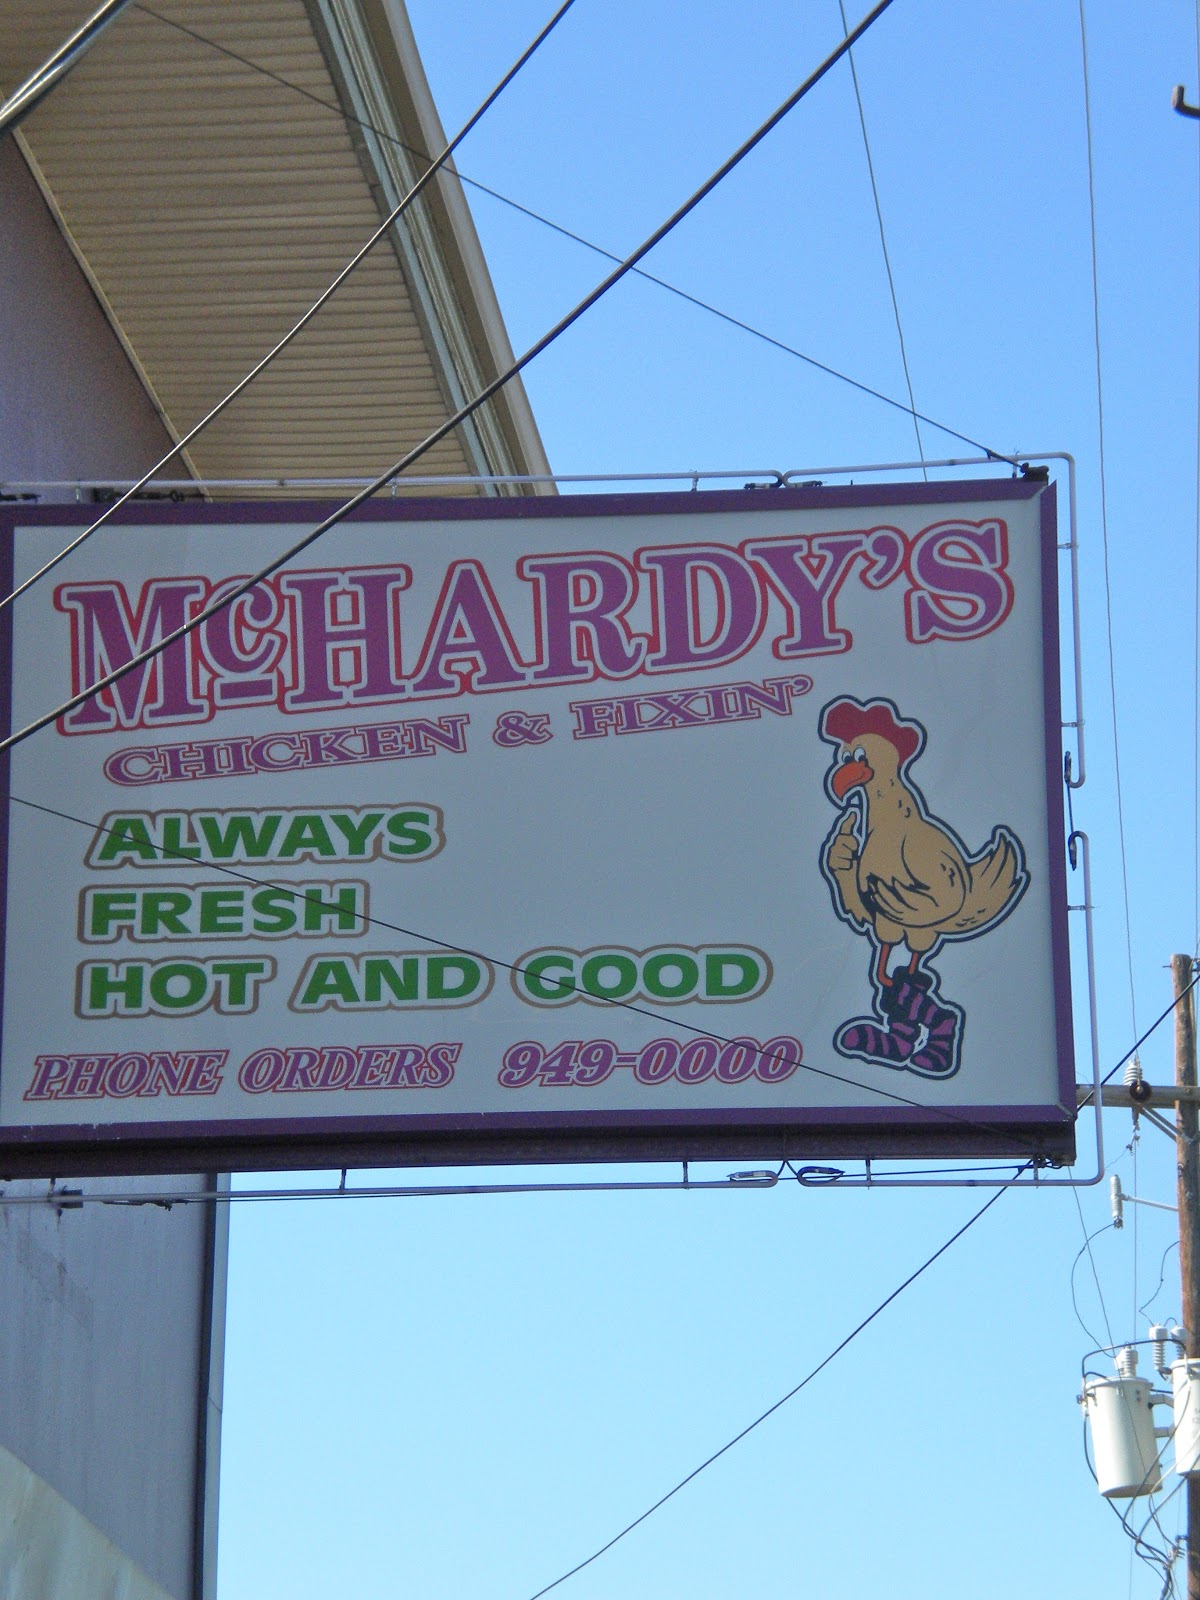 McHARDY'S
CHICKEN & FIXIN'
ALWAYS
FRESH
HOT AND GOOD
PHONE ORDERS 949-0000